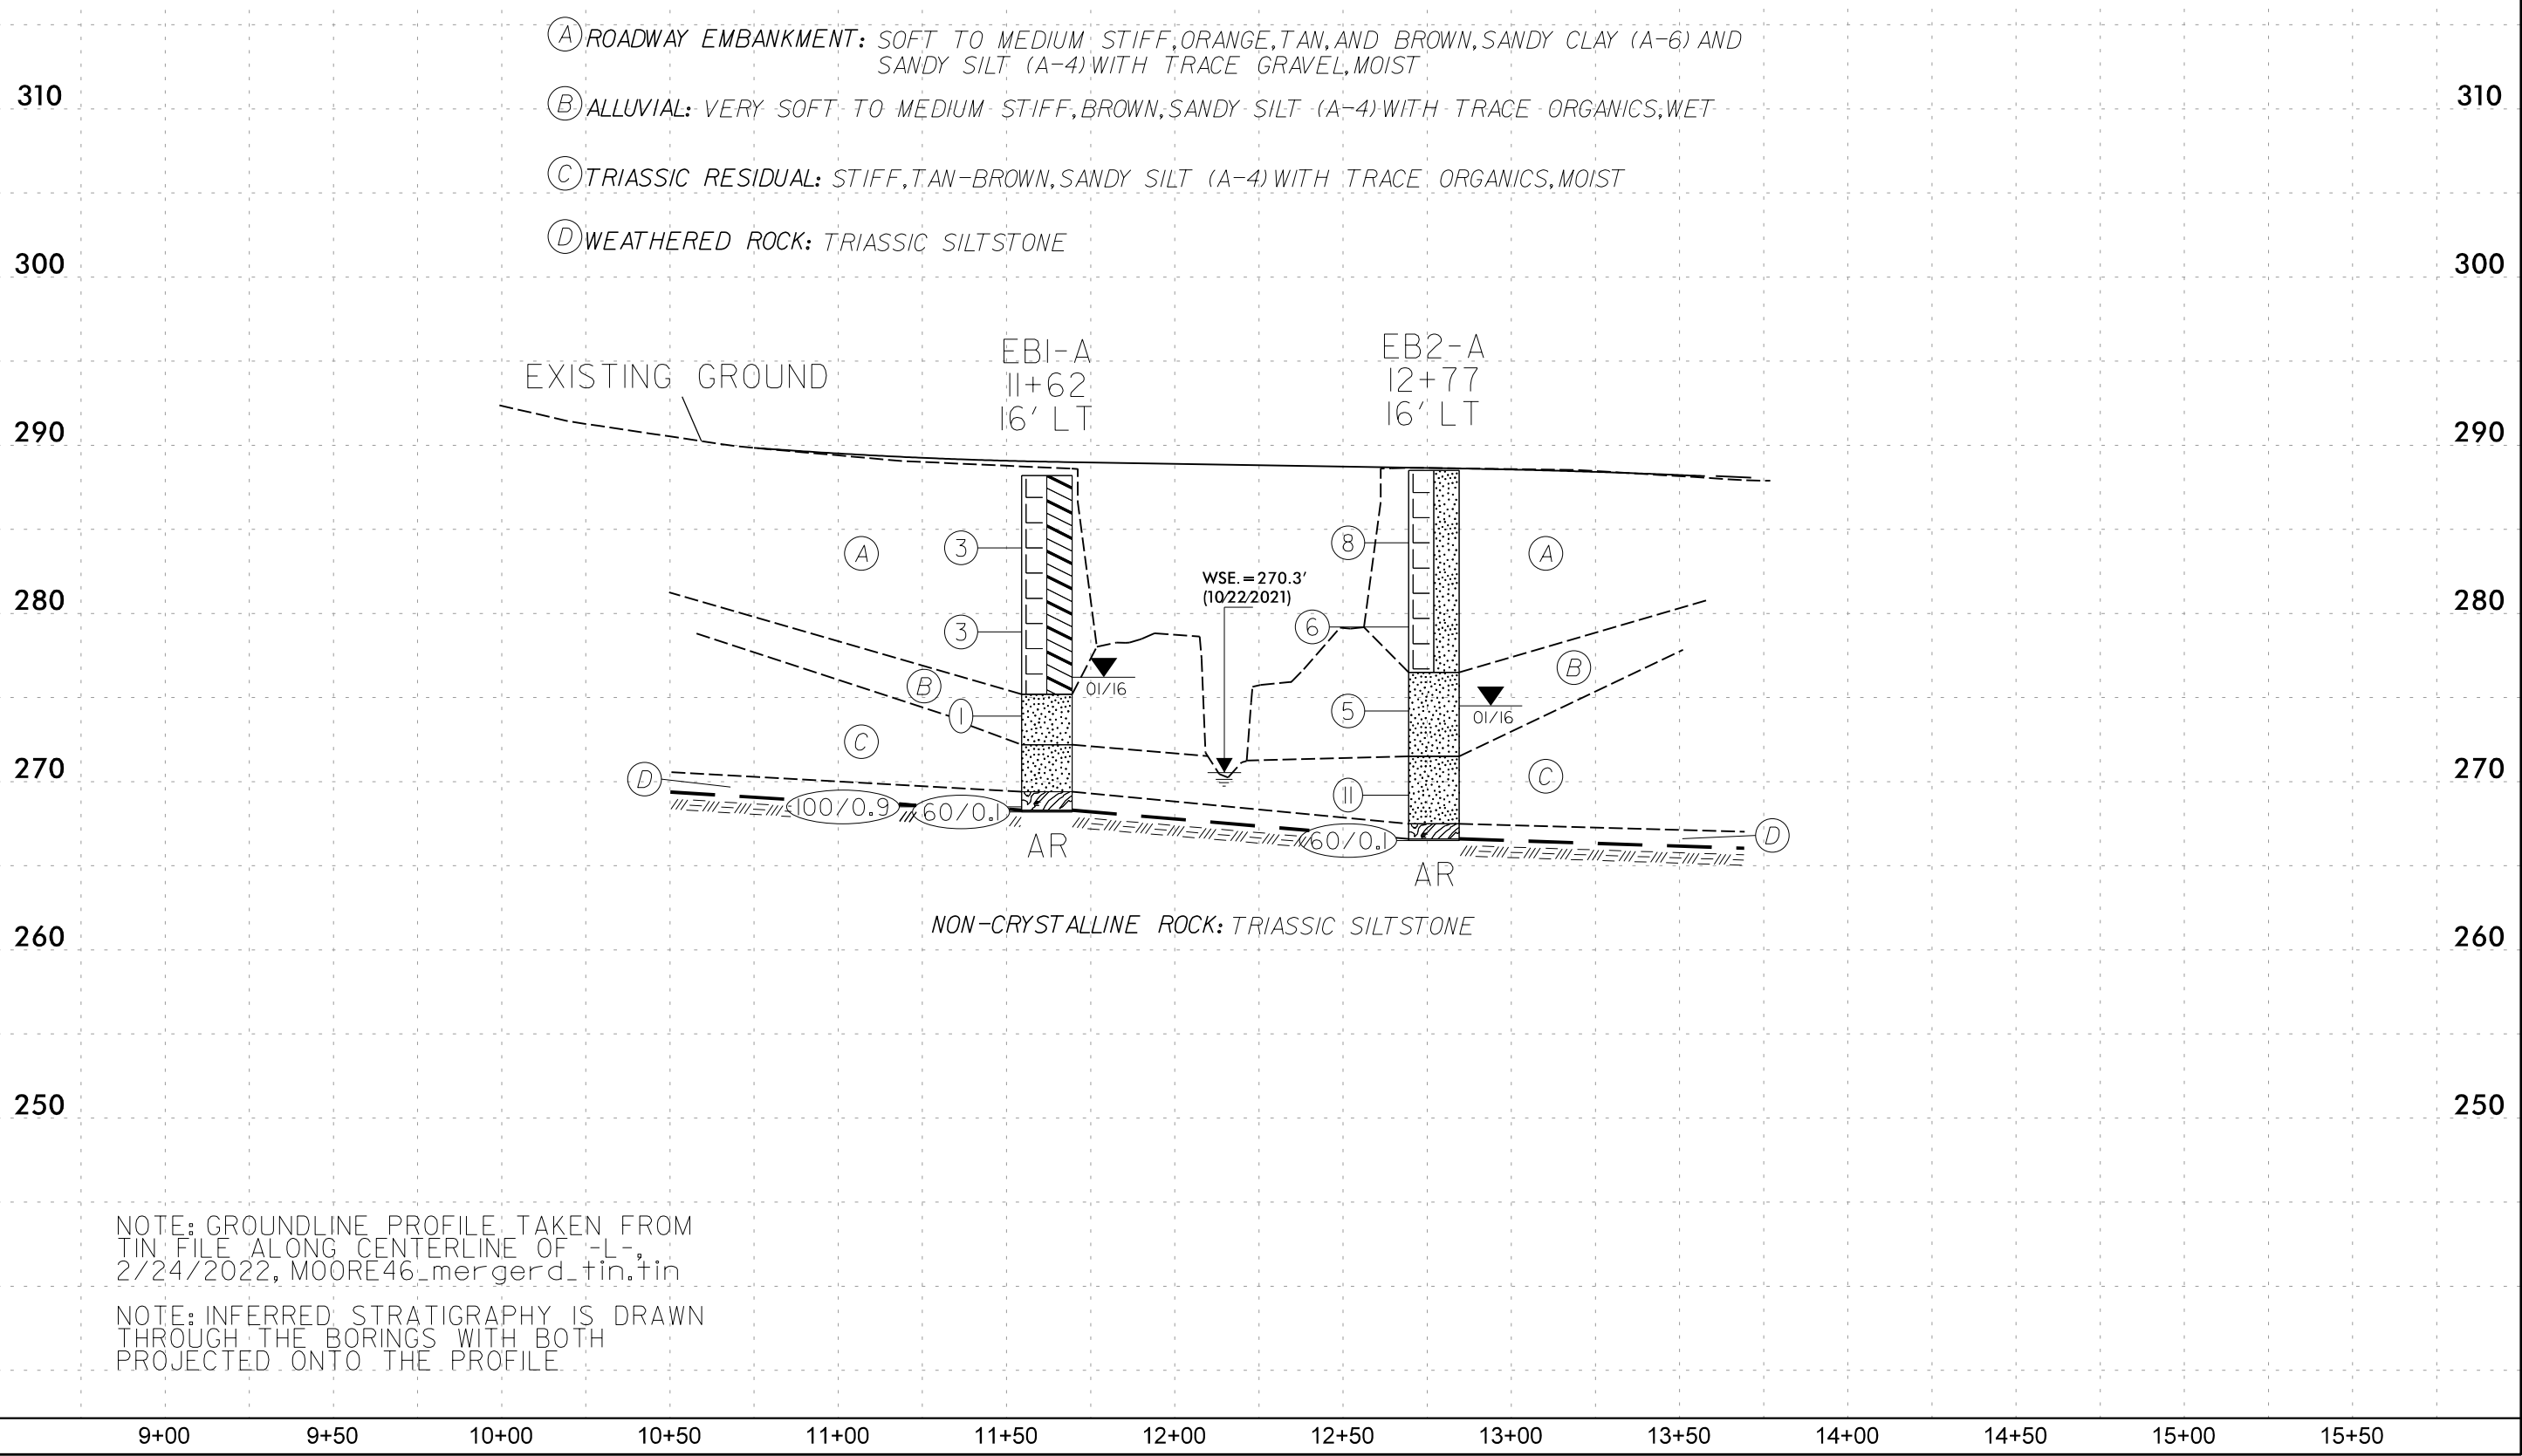 Ⓐ ROADWAY EMBANKMENT: SOFT TO MEDIUM STIFF, ORANGE, TAN, AND BROWN, SANDY CLAY (A-6) AND
SANDY SILT (A-4) WITH TRACE GRAVEL, MOIST
310 310
Ⓑ ALLUVIAL: VERY SOFT TO MEDIUM STIFF, BROWN, SANDY SILT (A-4) WITH TRACE ORGANICS, WET
Ⓒ TRIASSIC RESIDUAL: STIFF, TAN-BROWN, SANDY SILT (A-4) WITH TRACE ORGANICS, MOIST
Ⓓ WEATHERED ROCK: TRIASSIC SILTSTONE
300 300
EB1-A
11+62
16' LT
EB2-A
12+77
16' LT
EXISTING GROUND
290 290
A 3 8 A
WSE. = 270.3'
(10/22/2021)
280 280
3 6
B B
01/16
1 5
01/16
C C
270 270
D
100/0.9 60/0.1 11
60/0.1 D
AR
AR
NON-CRYSTALLINE ROCK: TRIASSIC SILTSTONE
260 260
250 250
NOTE: GROUNDLINE PROFILE TAKEN FROM
TIN FILE ALONG CENTERLINE OF -L-,
2/24/2022, MOORE46_mergerd_tin.tin
NOTE: INFERRED STRATIGRAPHY IS DRAWN
THROUGH THE BORINGS WITH BOTH
PROJECTED ONTO THE PROFILE
9+00 9+50 10+00 10+50 11+00 11+50 12+00 12+50 13+00 13+50 14+00 14+50 15+00 15+50